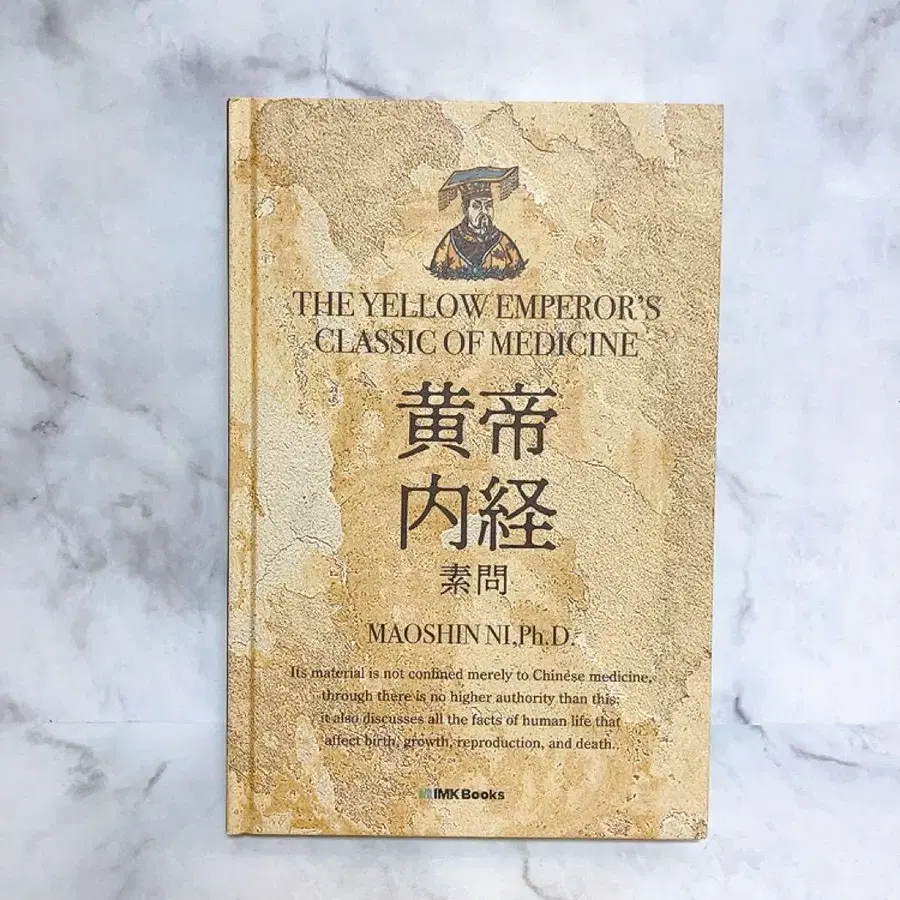 THE YELLOW EMPEROR'S
CLASSIC OF MEDICINE
黄帝
内経
素問
MAOSHIN NI,Ph.D.
Its material is not confined merely to Chinese medicine,
through there is no higher authority than this;
it also discusses all the facts of human life that
affect birth, growth, reproduction, and death.
IMK Books